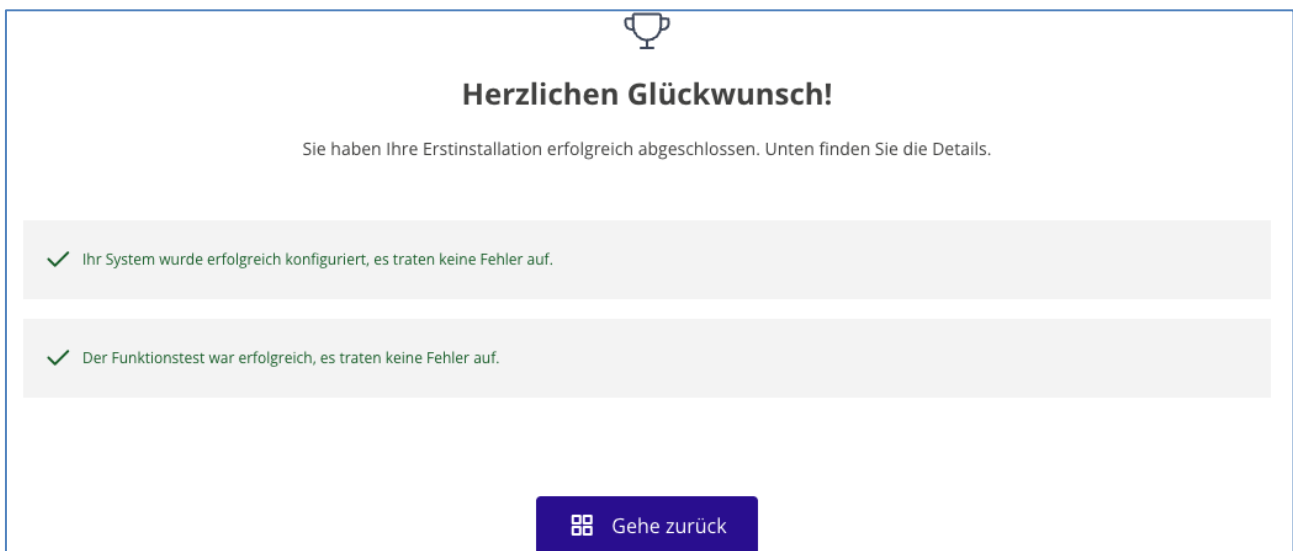 Herzlichen Glückwunsch!
Sie haben Ihre Erstinstallation erfolgreich abgeschlossen. Unten finden Sie die Details.
Ihr System wurde erfolgreich konfiguriert, es traten keine Fehler auf.
Der Funktionstest war erfolgreich, es traten keine Fehler auf.
Gehe zurück